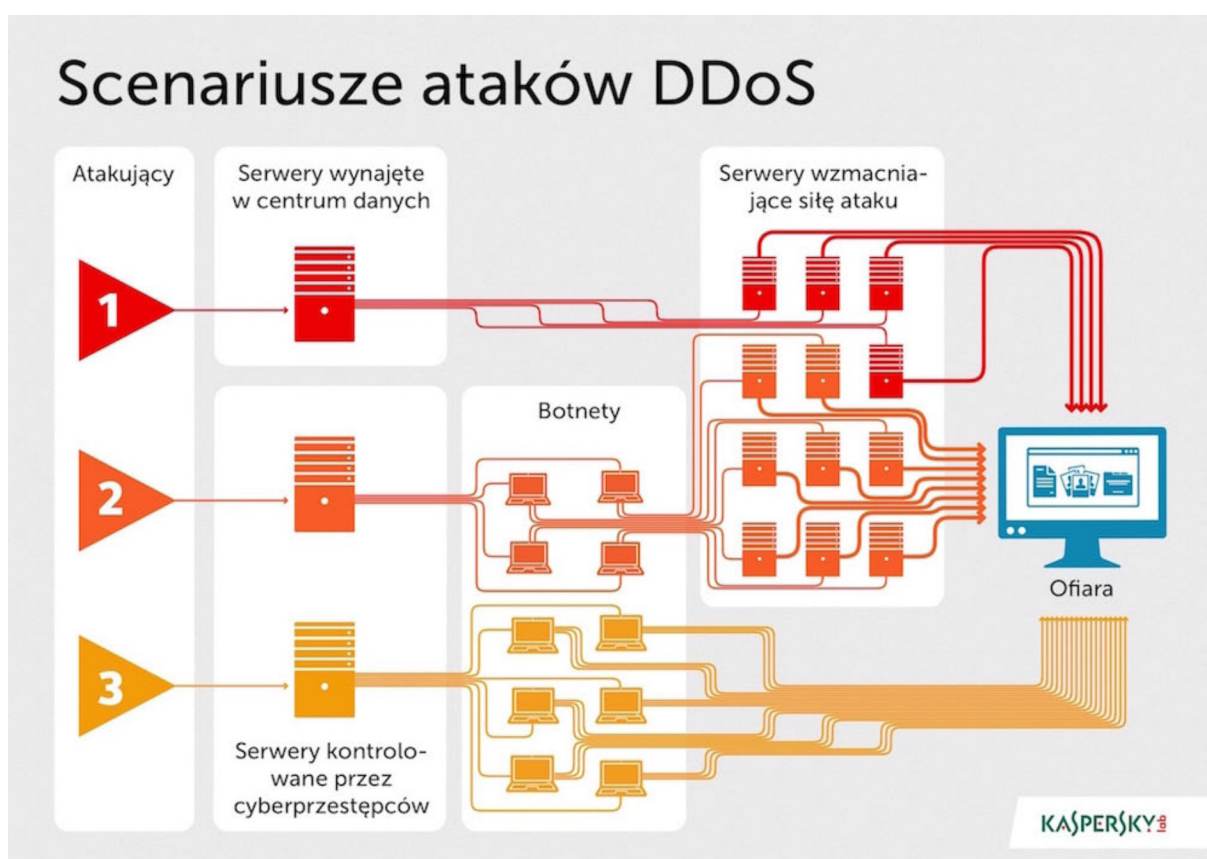 Scenariusze ataków DDoS
Atakujący
Serwery wynajęte
w centrum danych
Serwery wzmacnia-
jące siłę ataku
1
Botnety
2
Ofiara
3
Serwery kontrolo-
wane przez
cyberprzestępców
KASPERSKY lab